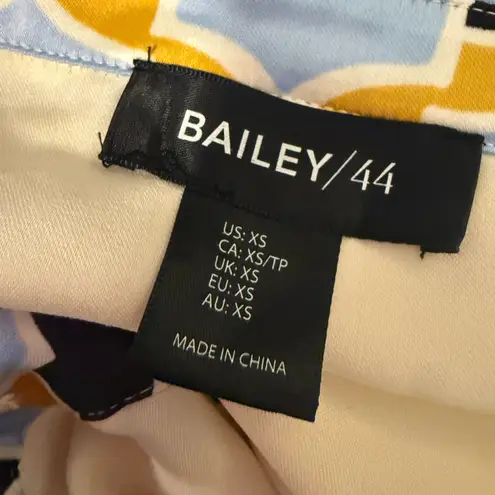 BAILEY/44
US: XS
CA: XS/TP
UK: XS
EU: XS
AU: XS
MADE IN CHINA